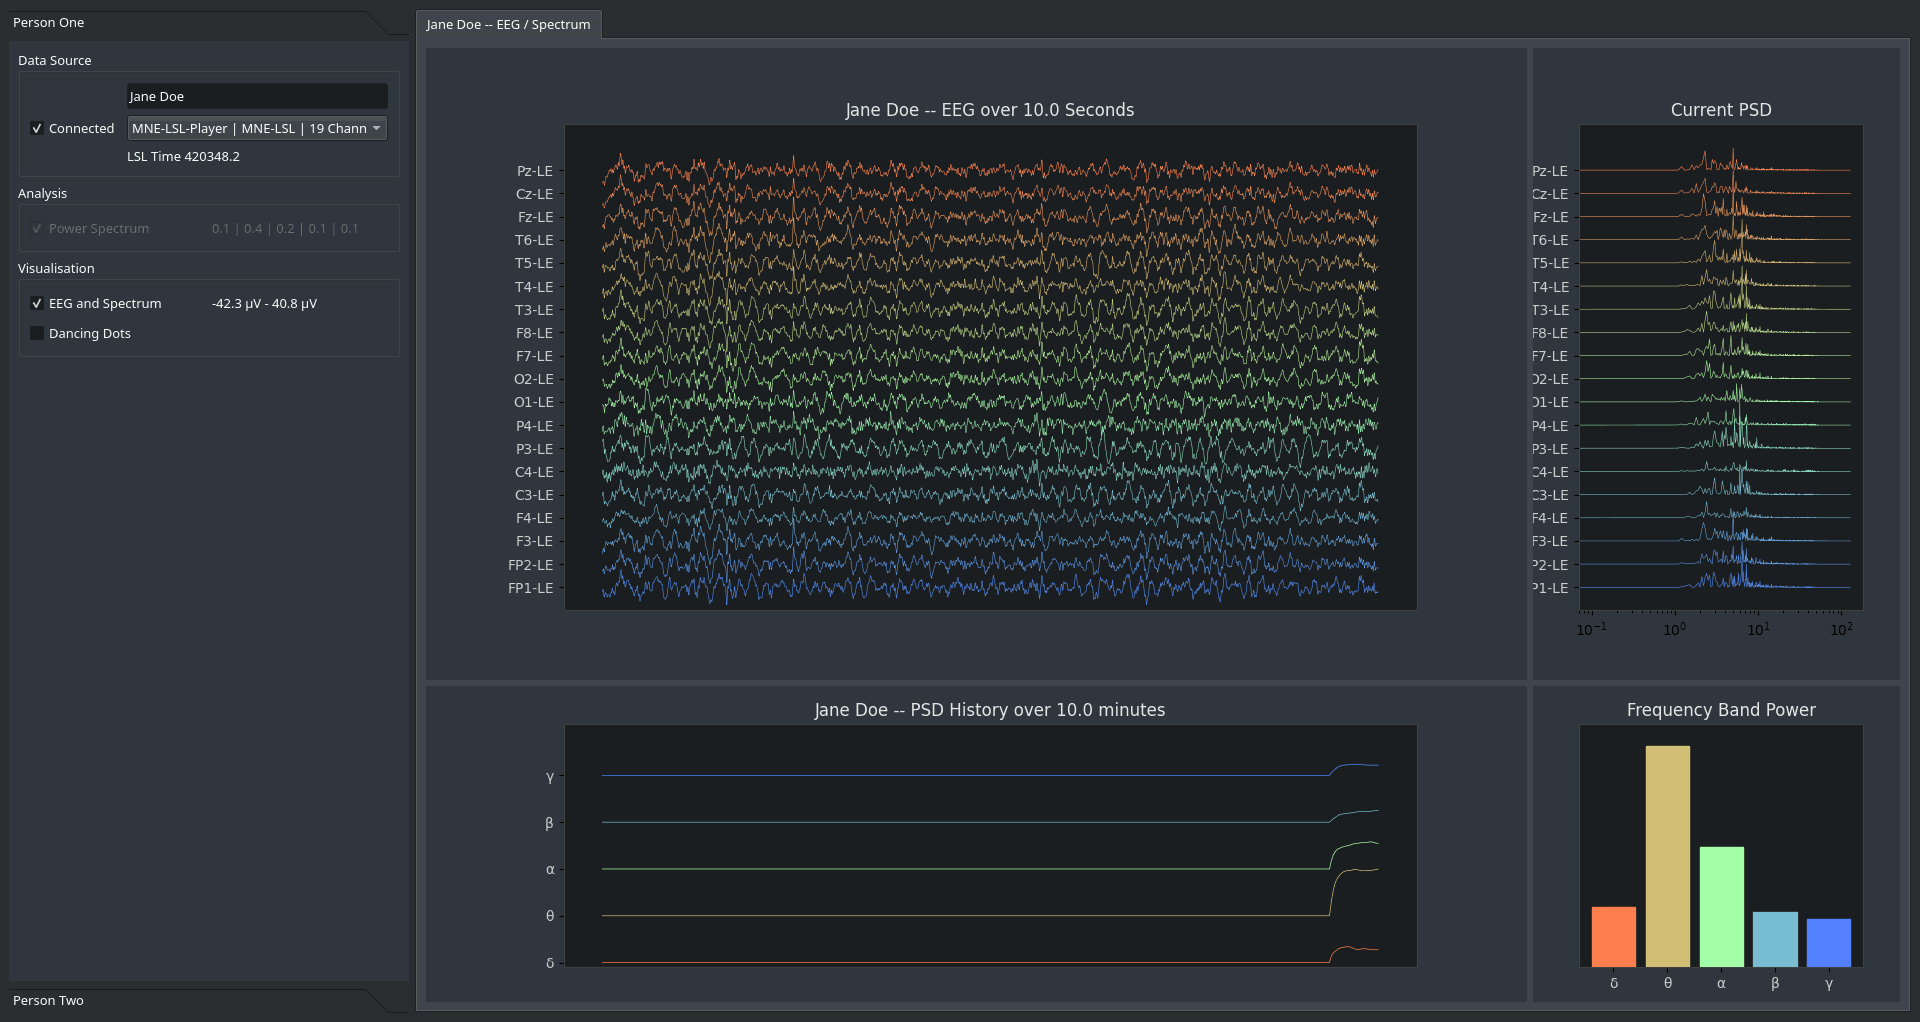 Person One
Data Source
Jane Doe
Connected
MNE-LSL-Player | MNE-LSL | 19 Chann
LSL Time 420348.2
Analysis
Power Spectrum 0.1 | 0.4 | 0.2 | 0.1 | 0.1
Visualisation
EEG and Spectrum -42.3 µV - 40.8 µV
Dancing Dots
Person Two
Jane Doe -- EEG / Spectrum
Jane Doe -- EEG over 10.0 Seconds
Pz-LE
Cz-LE
Fz-LE
T6-LE
T5-LE
T4-LE
T3-LE
F8-LE
F7-LE
O2-LE
O1-LE
P4-LE
P3-LE
C4-LE
C3-LE
F4-LE
F3-LE
FP2-LE
FP1-LE
Current PSD
Pz-LE
Cz-LE
Fz-LE
T6-LE
T5-LE
T4-LE
T3-LE
F8-LE
F7-LE
O2-LE
O1-LE
P4-LE
P3-LE
C4-LE
C3-LE
F4-LE
F3-LE
P2-LE
P1-LE
10⁻¹ 10⁰ 10¹ 10²
Jane Doe -- PSD History over 10.0 minutes
γ
β
α
θ
δ
Frequency Band Power
δ θ α β γ